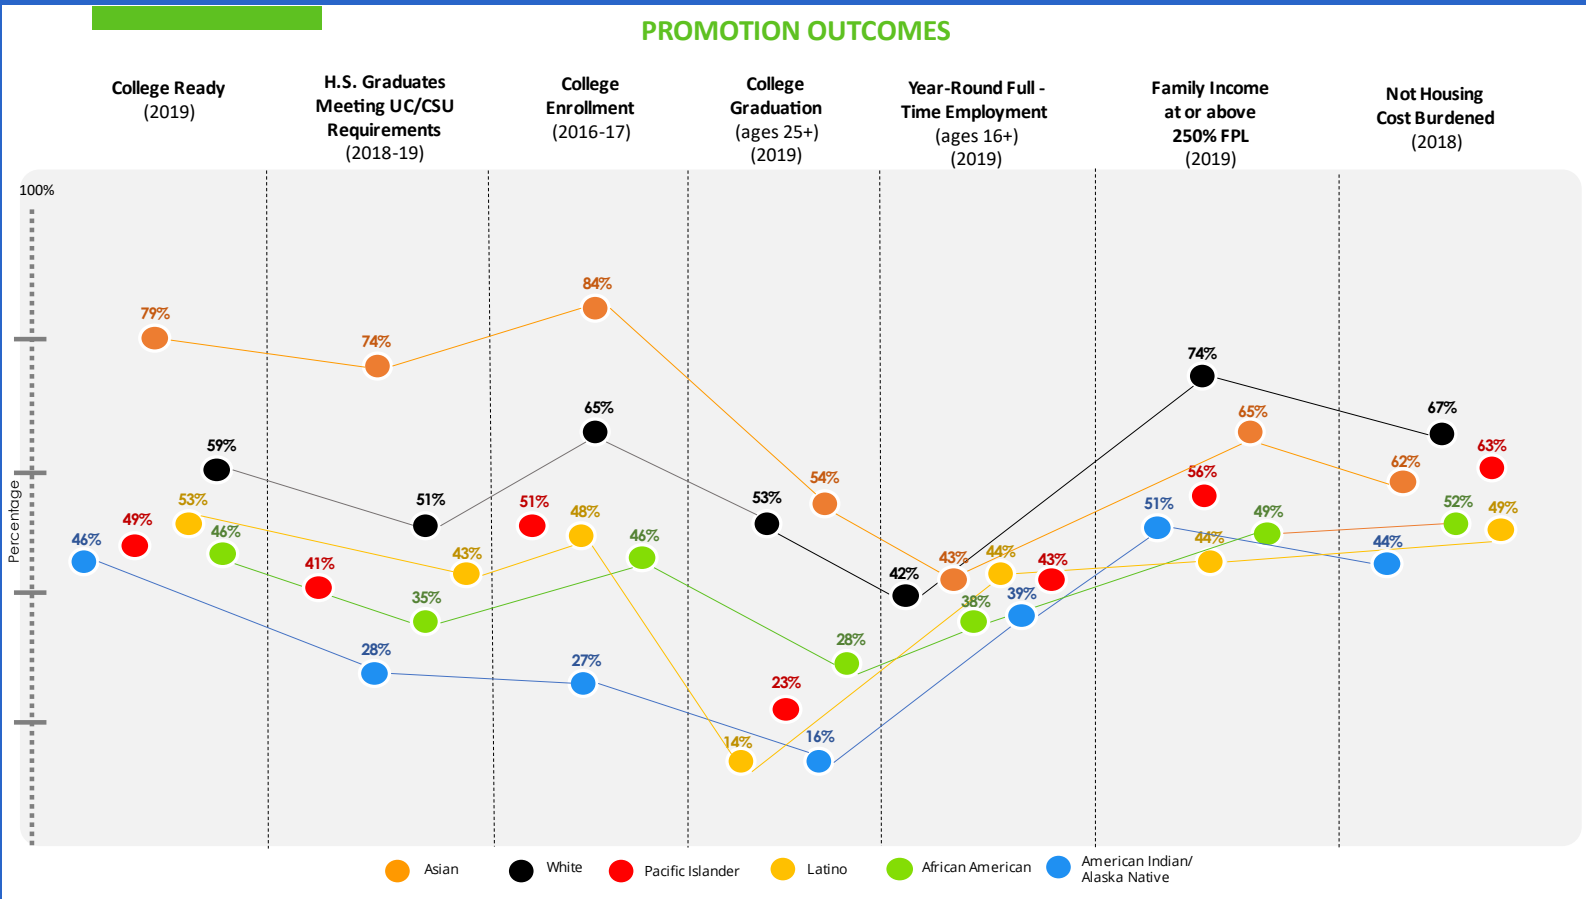 PROMOTION OUTCOMES
College Ready
(2019)
H.S. Graduates
Meeting UC/CSU
Requirements
(2018-19)
College
Enrollment
(2016-17)
College
Graduation
(ages 25+)
(2019)
Year-Round Full -
Time Employment
(ages 16+)
(2019)
Family Income
at or above
250% FPL
(2019)
Not Housing
Cost Burdened
(2018)
100%
Percentage
79%
59%
53%
49%
46%
46%
74%
51%
43%
41%
35%
28%
84%
65%
51%
48%
46%
27%
54%
53%
28%
23%
14%
16%
42%
43%
44%
43%
38%
39%
74%
65%
56%
51%
49%
44%
67%
63%
62%
52%
49%
44%
Asian
White
Pacific Islander
Latino
African American
American Indian/
Alaska Native